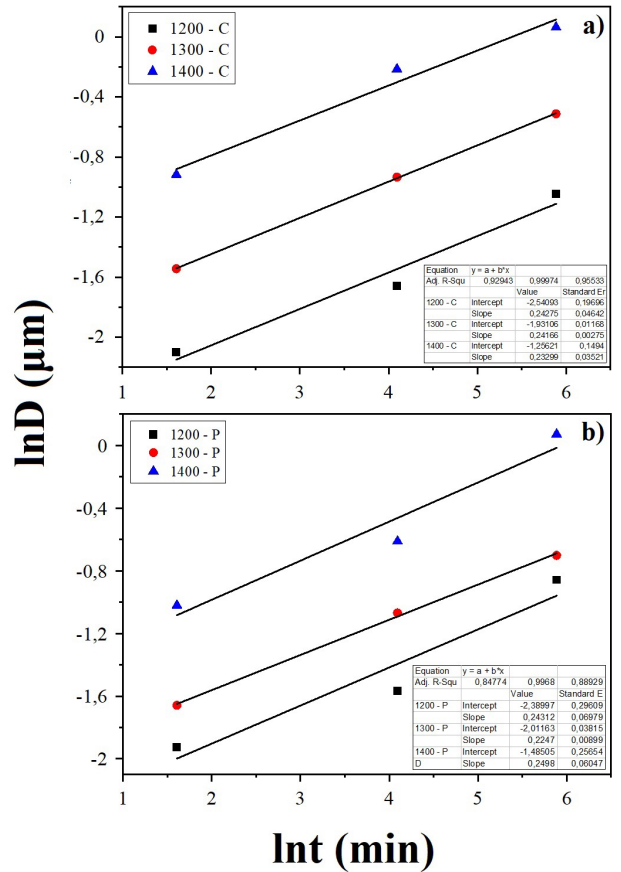 0
-0,4
-0,8
-1,2
-1,6
-2
1200 - C
1300 - C
1400 - C
a)
Equation y = a + b*x
Adj. R-Squ 0,92943 0,99974 0,95533
Value Standard Er
1200 - C Intercept -2,54093 0,19696
Slope 0,24275 0,04642
1300 - C Intercept -1,93106 0,01168
Slope 0,24166 0,00275
1400 - C Intercept -1,25621 0,1494
Slope 0,23299 0,03521
1 2 3 4 5 6
lnD (μm)
0
-0,4
-0,8
-1,2
-1,6
-2
1200 - P
1300 - P
1400 - P
b)
Equation y = a + b*x
Adj. R-Squ 0,84774 0,9968 0,88929
Value Standard E
1200 - P Intercept -2,38997 0,29609
Slope 0,24312 0,06979
1300 - P Intercept -2,01163 0,03815
Slope 0,2247 0,00899
1400 - P Intercept -1,48505 0,25654
D Slope 0,2498 0,06047
1 2 3 4 5 6
lnt (min)